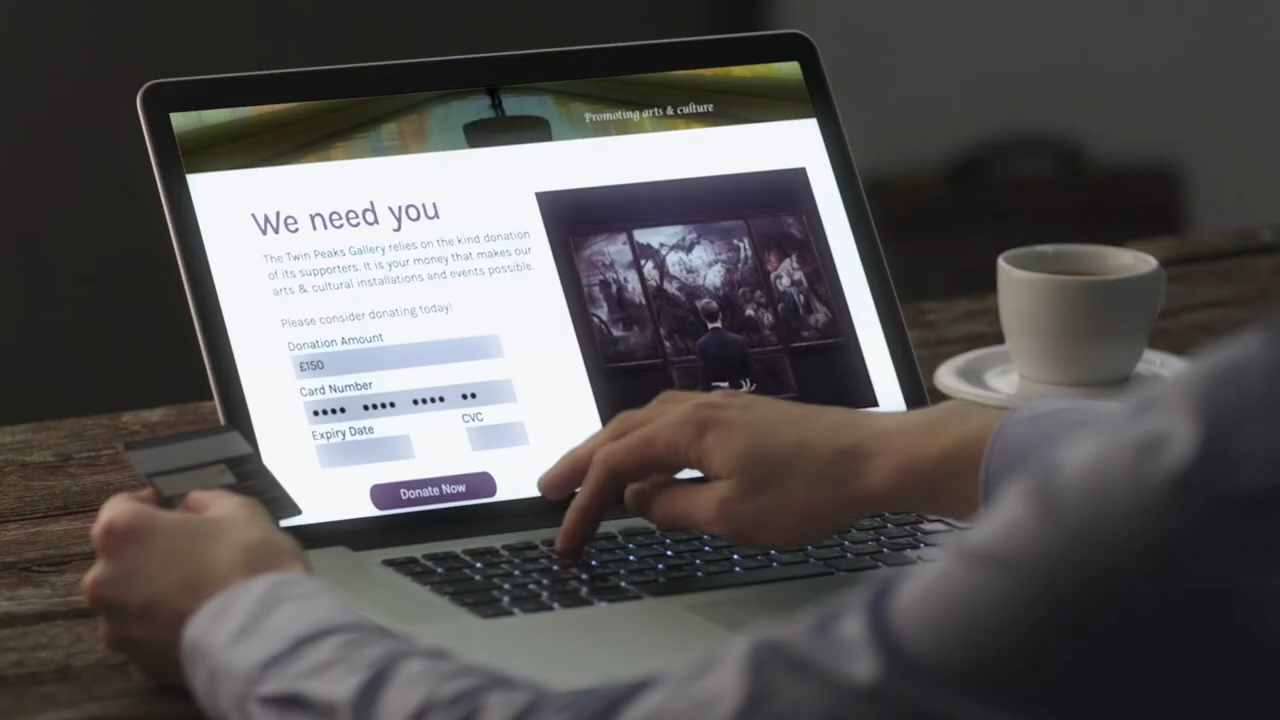 Promoting arts & culture
We need you
The Twin Peaks Gallery relies on the kind donation
of its supporters. It is your money that makes our
arts & cultural installations and events possible.
Please consider donating today!
Donation Amount
£150
Card Number
•••• •••• •••• ••
Expiry Date
CVC
Donate Now